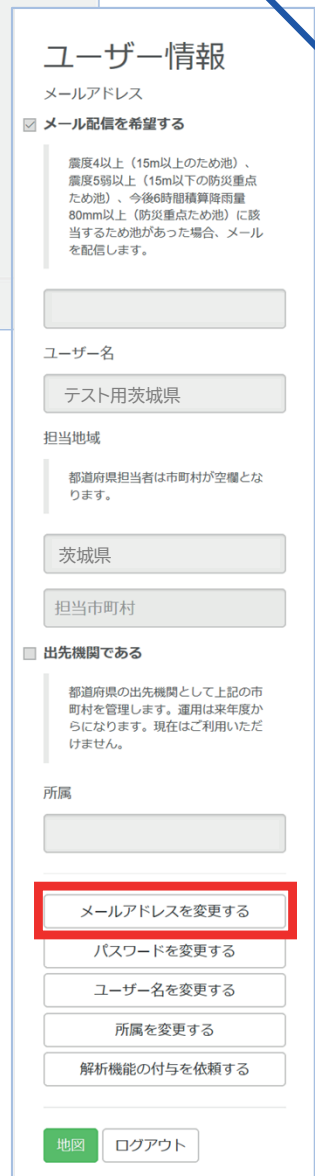 ユーザー情報
メールアドレス
メール配信を希望する
震度4以上（15m以上のため池）、
震度5弱以上（15m以下の防災重点
ため池）、今後6時間積算降雨量
80mm以上（防災重点ため池）に該
当するため池があった場合、メール
を配信します。
ユーザー名
テスト用茨城県
担当地域
都道府県担当者は市町村が空欄とな
ります。
茨城県
担当市町村
出先機関である
都道府県の出先機関として上記の市
町村を管理します。運用は来年度か
らになります。現在はご利用いただ
けません。
所属
メールアドレスを変更する
パスワードを変更する
ユーザー名を変更する
所属を変更する
解析機能の付与を依頼する
地図 ログアウト